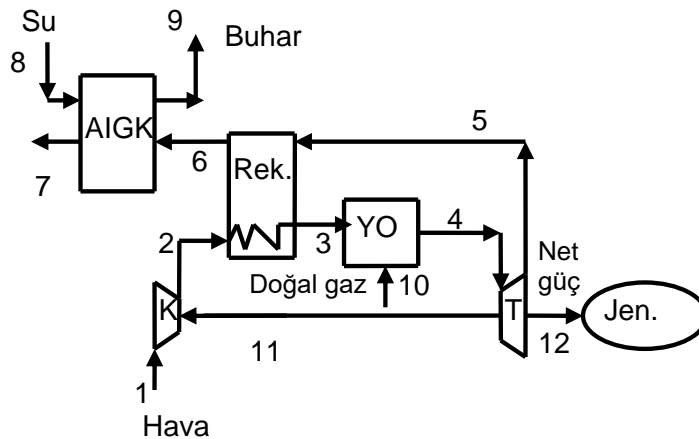 Su
9
Buhar
8
AIGK
5
6
Rek.
7
2
3
YO
4
Net
güç
Doğal gaz
10
K
T
Jen.
11
12
1
Hava